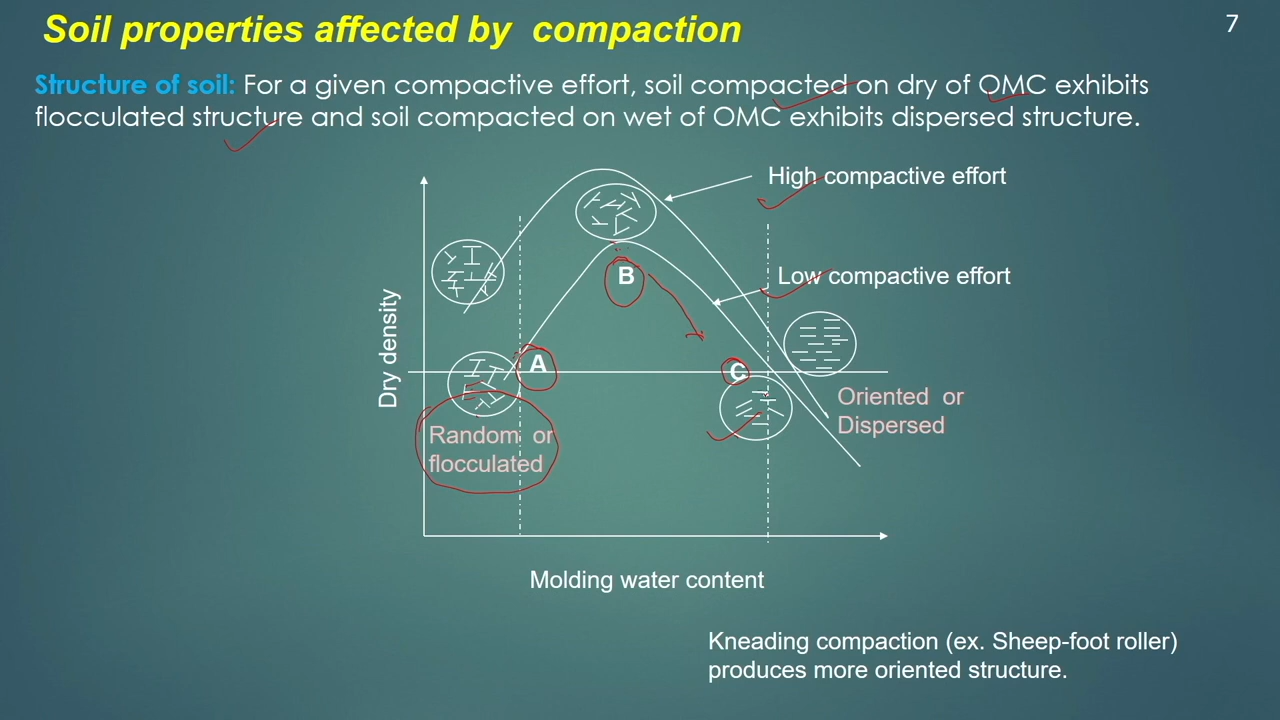 Soil properties affected by compaction
7
Structure of soil: For a given compactive effort, soil compacted on dry of OMC exhibits
flocculated structure and soil compacted on wet of OMC exhibits dispersed structure.
High compactive effort
Low compactive effort
B
A
C
Dry density
Oriented or
Dispersed
Random or
flocculated
Molding water content
Kneading compaction (ex. Sheep-foot roller)
produces more oriented structure.